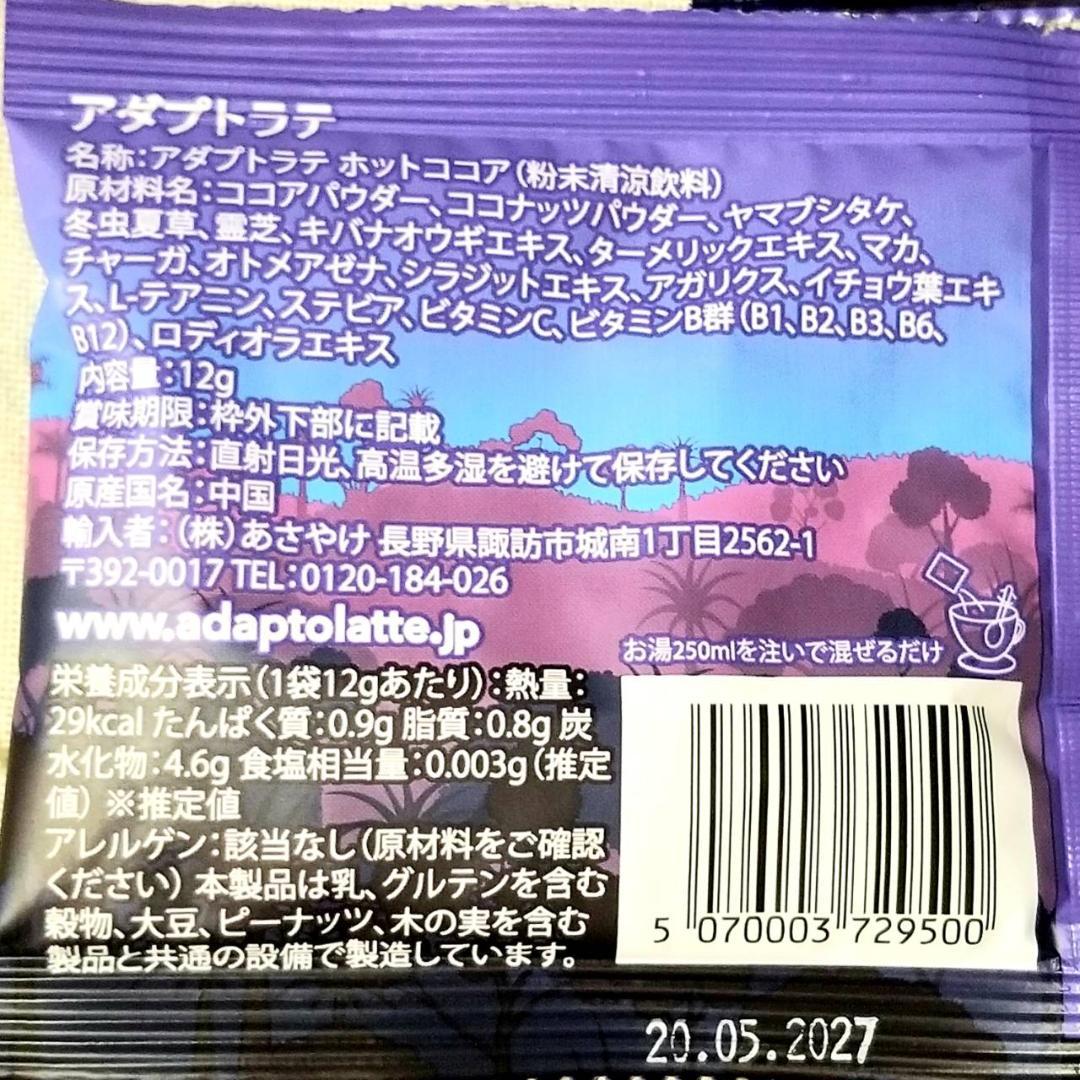 アダプトラテ
名称：アダプトラテ ホットココア（粉末清涼飲料）
原材料名：ココアパウダー、ココナッツパウダー、ヤマブシタケ、
冬虫夏草、霊芝、キバナオウギエキス、ターメリックエキス、マカ、
チャーガ、オトメアゼナ、シラジットエキス、アガリクス、イチョウ葉エキ
ス、L-テアニン、ステビア、ビタミンC、ビタミンB群（B1、B2、B3、B6、
B12）、ロディオラエキス
内容量：12g
賞味期限：枠外下部に記載
保存方法：直射日光、高温多湿を避けて保存してください
原産国名：中国
輸入者：（株）あさやけ 長野県諏訪市城南1丁目2562-1
〒392-0017 TEL：0120-184-026
www.adaptolatte.jp
お湯250mlを注いで混ぜるだけ
栄養成分表示（1袋12gあたり）：熱量：
29kcal たんぱく質：0.9g 脂質：0.8g 炭
水化物：4.6g 食塩相当量：0.003g（推定
値）※推定値
アレルゲン：該当なし（原材料をご確認
ください）本製品は乳、グルテンを含む
穀物、大豆、ピーナッツ、木の実を含む
製品と共通の設備で製造しています。
5 070003 729500
20.05.2027